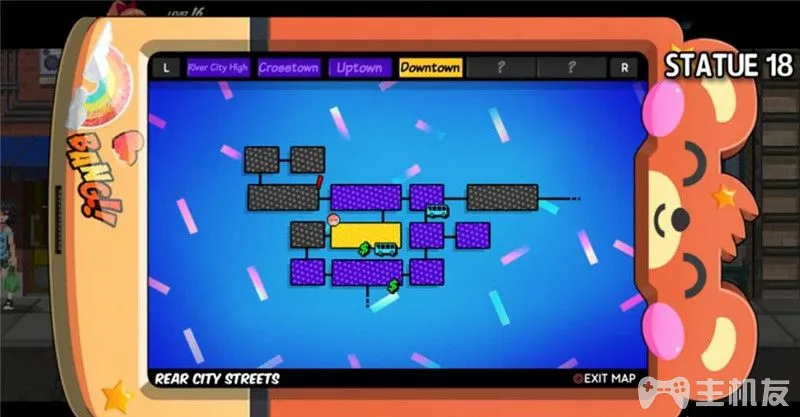 LEVEL 16
L River City High Crosstown Uptown Downtown ? ? R
STATUE 18
BANG!
$
$
REAR CITY STREETS
EXIT MAP
主机友